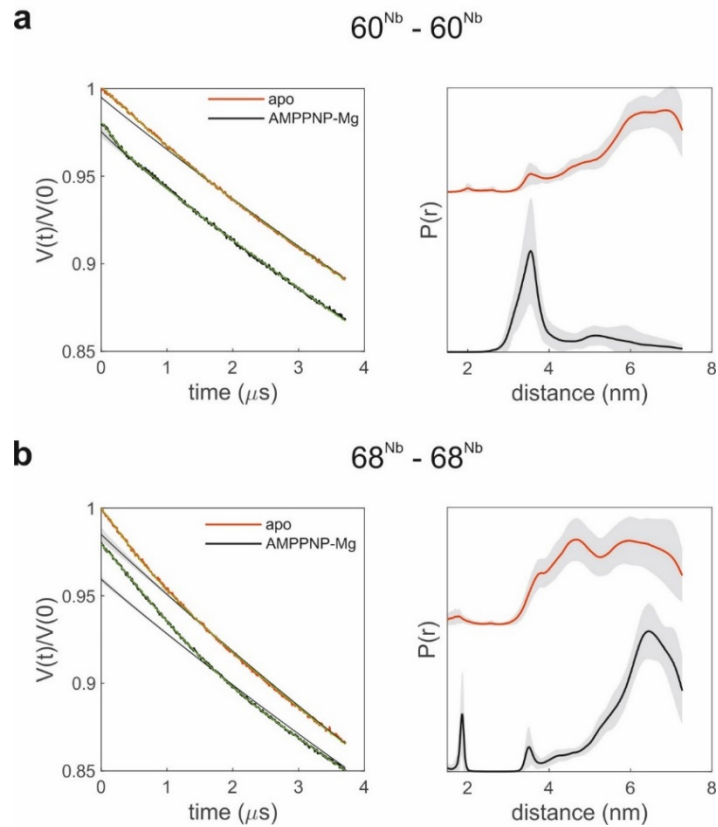 a
60^Nb - 60^Nb
apo
AMPPNP-Mg
V(t)/V(0)
1
0.95
0.9
0.85
0 1 2 3 4
time (μs)
P(r)
2 4 6 8
distance (nm)
b
68^Nb - 68^Nb
apo
AMPPNP-Mg
V(t)/V(0)
1
0.95
0.9
0.85
0 1 2 3 4
time (μs)
P(r)
2 4 6 8
distance (nm)